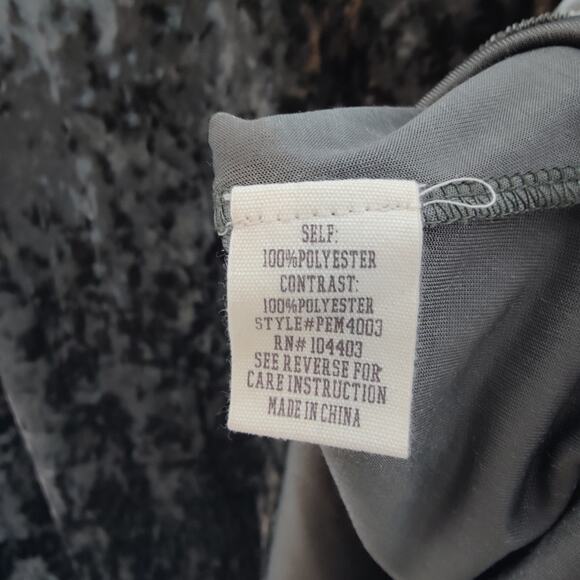 SELF:
100%POLYESTER
CONTRAST:
100%POLYESTER
STYLE#PEM4003
RN# 104403
SEE REVERSE FOR
CARE INSTRUCTION
MADE IN CHINA